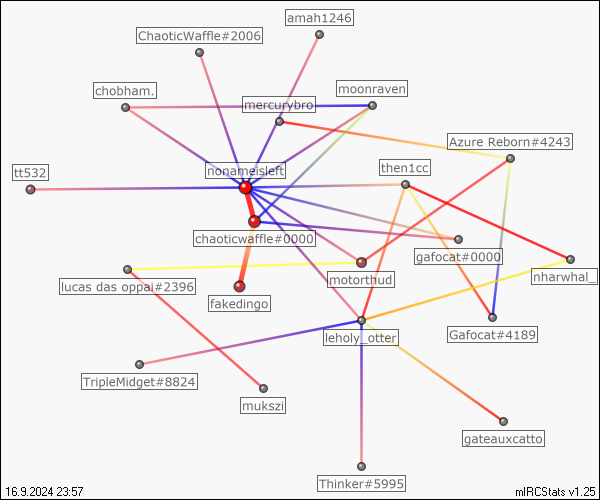 amah1246
ChaoticWaffle#2006
chobham.
moonraven
mercurybro
Azure Reborn#4243
nonameisleft
then1cc
tt532
chaoticwaffle#0000
gafocat#0000
motorthud
nharwhal_
lucas das oppai#2396
fakedingo
leholy_otter
Gafocat#4189
TripleMidget#8824
mukszi
gateauxcatto
Thinker#5995
16.9.2024 23:57
mIRCStats v1.25